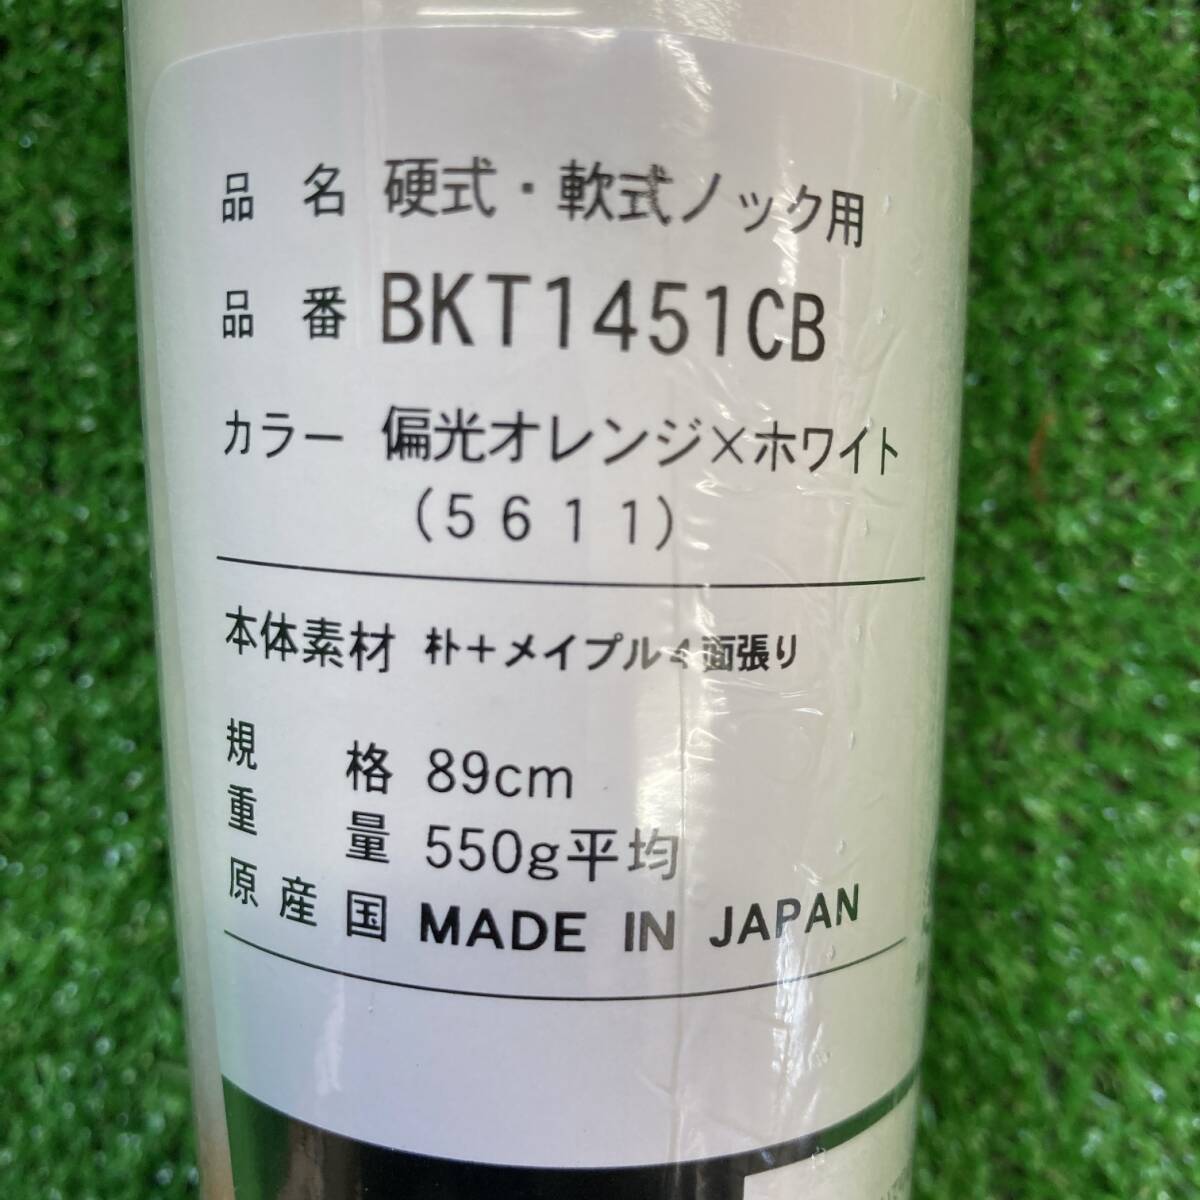 品名 硬式・軟式ノック用
品番 BKT1451CB
カラー 偏光オレンジ×ホワイト
(5611)
本体素材 朴+メイプル4面張り
規格 89cm
重量 550g平均
原産国 MADE IN JAPAN